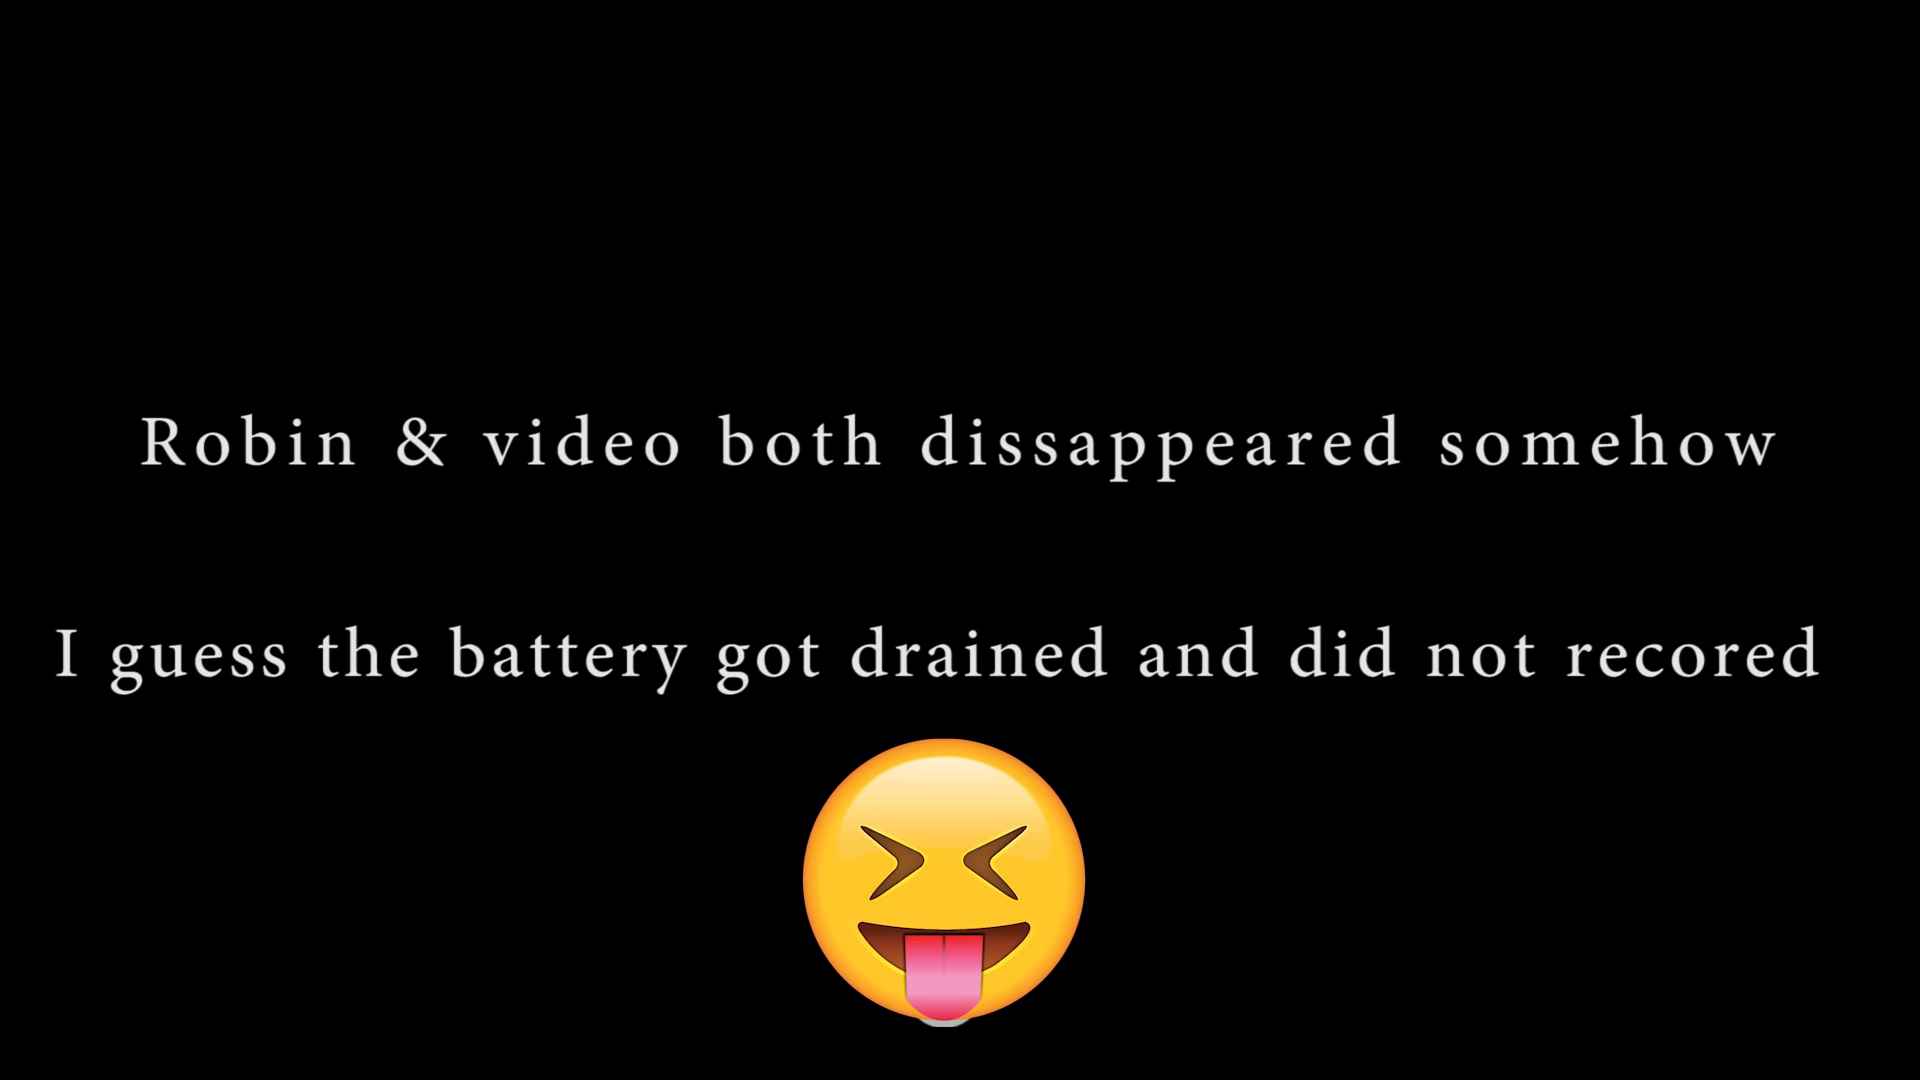 Robin & video both dissappeared somehow
I guess the battery got drained and did not recored